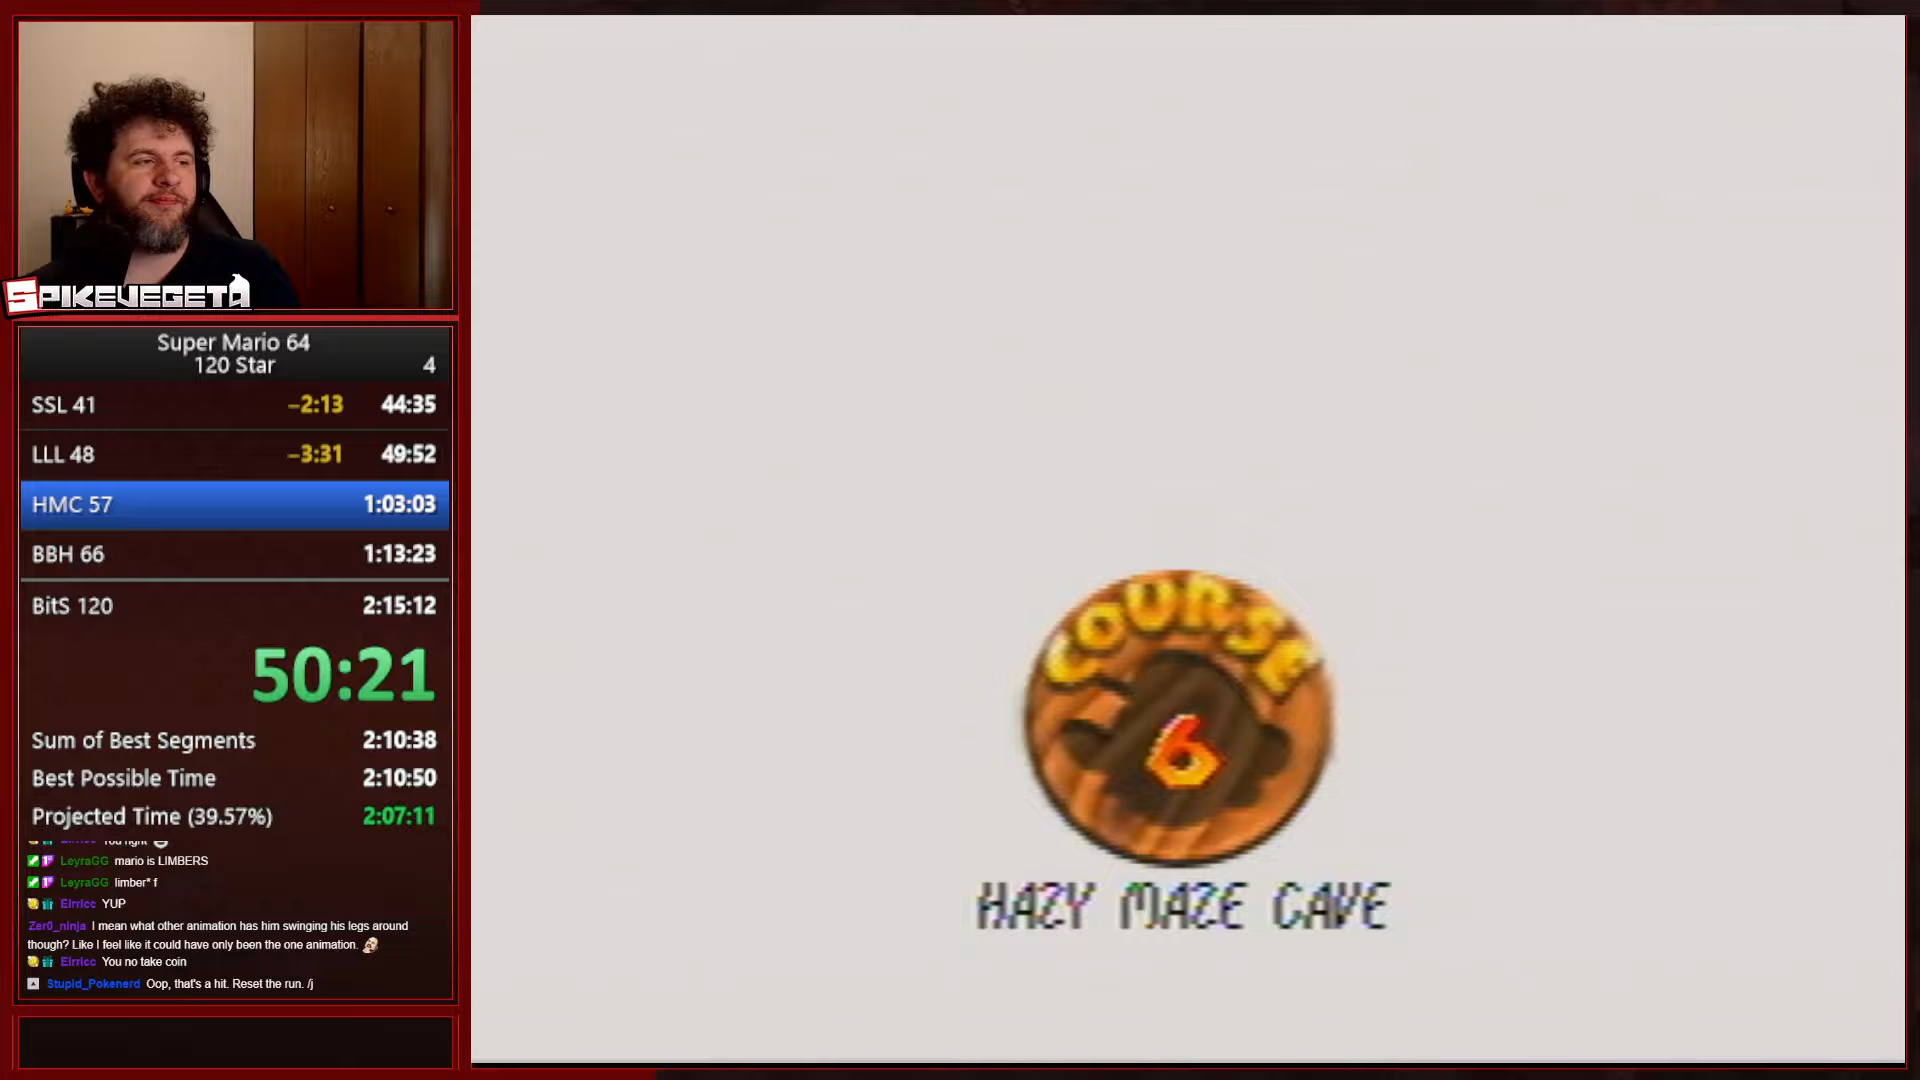 SPIKEVEGETA
Super Mario 64
120 Star 4
SSL 41 −2:13 44:35
LLL 48 −3:31 49:52
HMC 57 1:03:03
BBH 66 1:13:23
BitS 120 2:15:12
50:21
Sum of Best Segments 2:10:38
Best Possible Time 2:10:50
Projected Time (39.57%) 2:07:11
LeyraGG mario is LIMBERS
LeyraGG limber* f
Elrricc YUP
Zer0_ninja I mean what other animation has him swinging his legs around
though? Like I feel like it could have only been the one animation.
Elrricc You no take coin
Stupid_Pokenerd Oop, that's a hit. Reset the run. /j
COURSE
6
HAZY MAZE CAVE